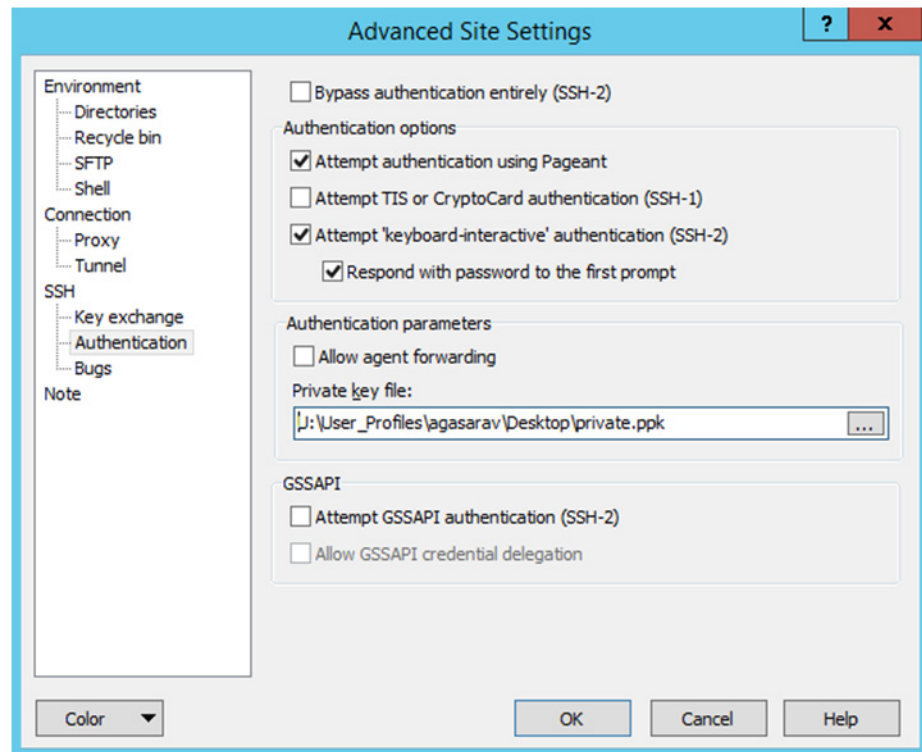 Advanced Site Settings
? x
Environment
Directories
Recycle bin
SFTP
Shell
Connection
Proxy
Tunnel
SSH
Key exchange
Authentication
Bugs
Note
Bypass authentication entirely (SSH-2)
Authentication options
Attempt authentication using Pageant
Attempt TIS or CryptoCard authentication (SSH-1)
Attempt 'keyboard-interactive' authentication (SSH-2)
Respond with password to the first prompt
Authentication parameters
Allow agent forwarding
Private key file:
J:\User_Profiles\agasarav\Desktop\private.ppk
...
GSSAPI
Attempt GSSAPI authentication (SSH-2)
Allow GSSAPI credential delegation
Color
OK
Cancel
Help